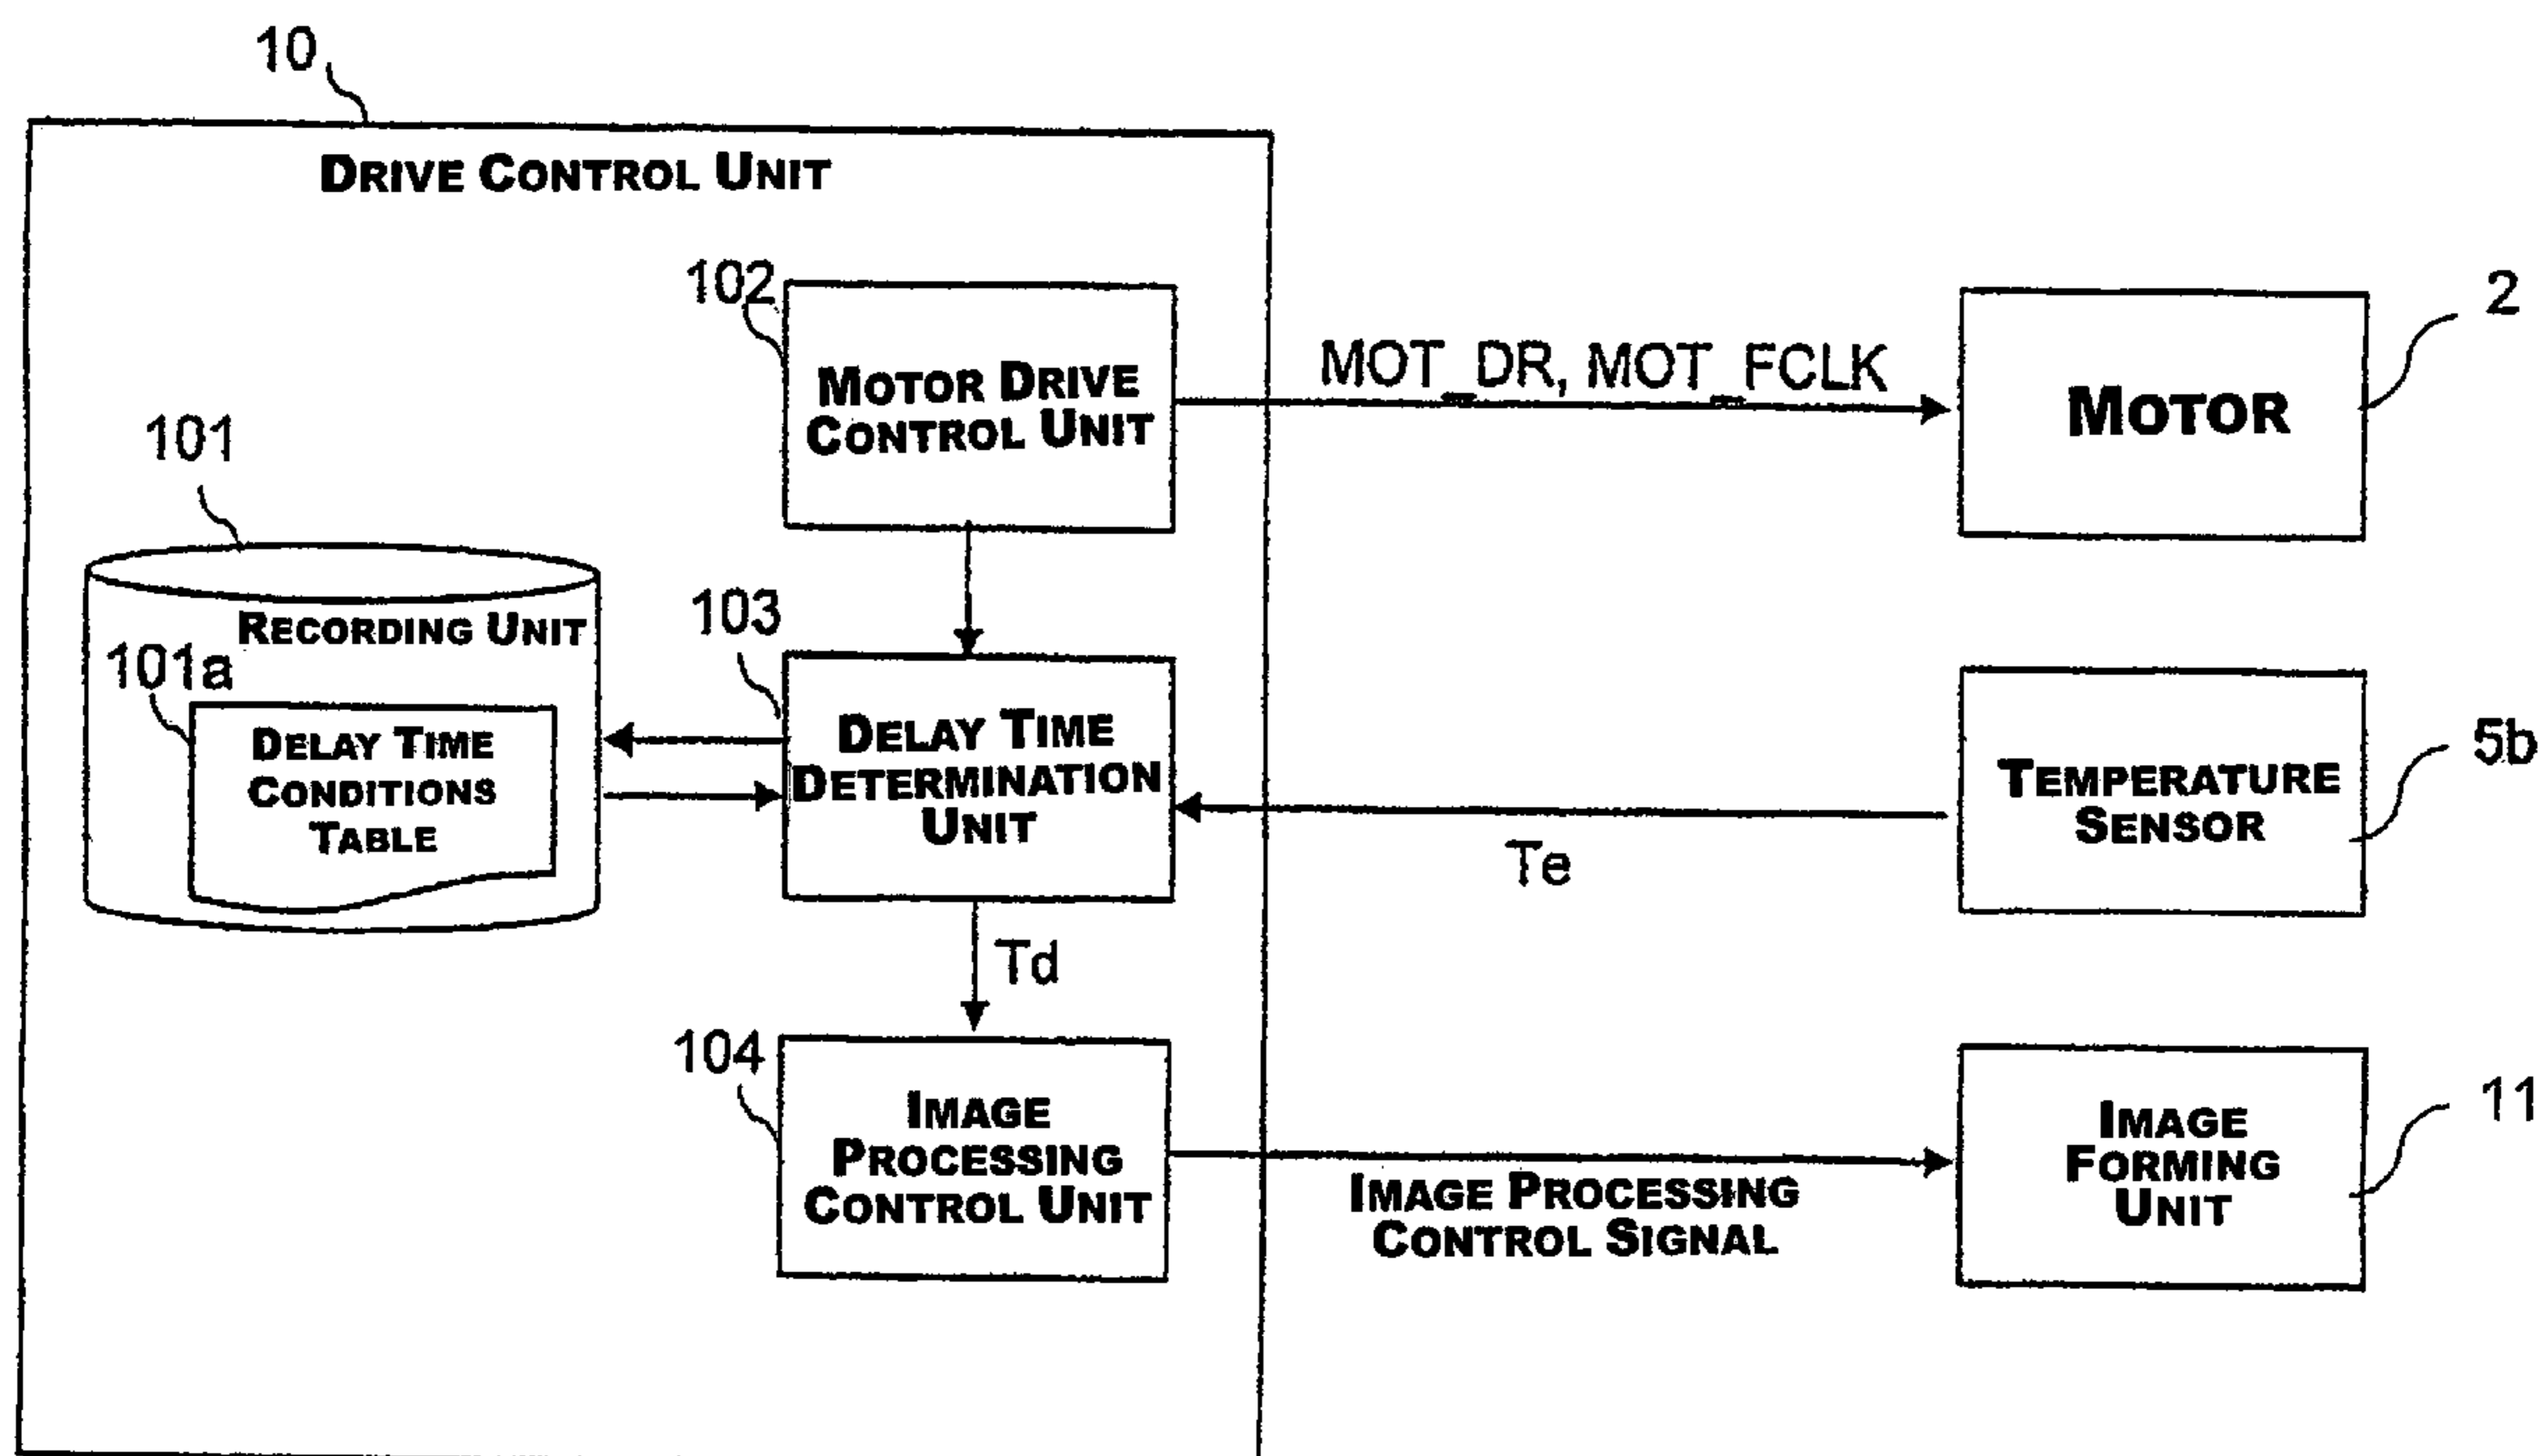 10
DRIVE CONTROL UNIT
102
MOTOR DRIVE
CONTROL UNIT
MOT_DR, MOT_FCLK
MOTOR
2
101
RECORDING UNIT
101a
DELAY TIME
CONDITIONS
TABLE
103
DELAY TIME
DETERMINATION
UNIT
Te
TEMPERATURE
SENSOR
5b
Td
104
IMAGE
PROCESSING
CONTROL UNIT
IMAGE PROCESSING
CONTROL SIGNAL
IMAGE
FORMING
UNIT
11